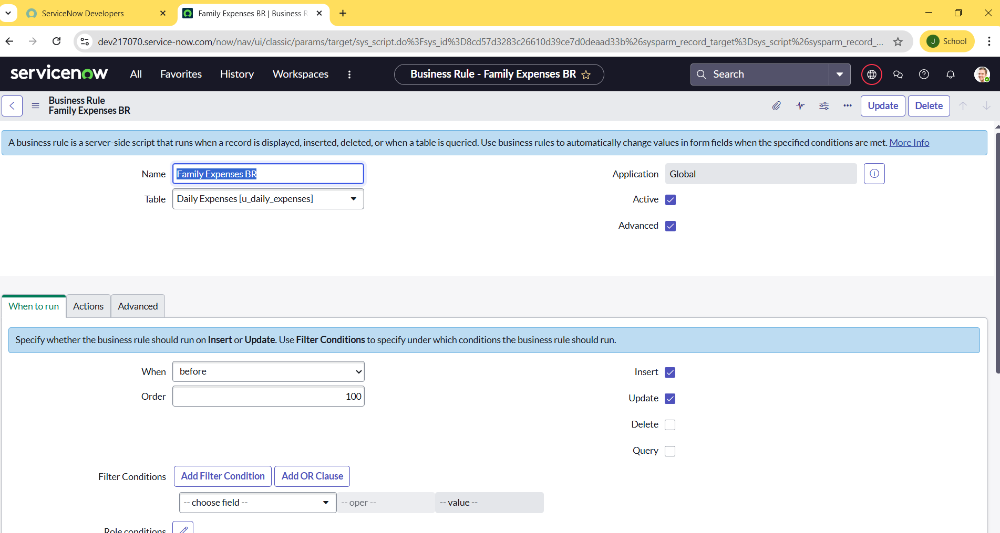 ServiceNow Developers
Family Expenses BR | Business R
dev217070.service-now.com/now/nav/ui/classic/params/target/sys_script.do%3Fsys_id%3D8cd57d3283c26610d39ce7d0deaad33b%26sysparm_record_target%3Dsys_script%26sysparm_record_...
J School
servicenow All Favorites History Workspaces Business Rule - Family Expenses BR Search
Business Rule
Family Expenses BR
Update Delete
A business rule is a server-side script that runs when a record is displayed, inserted, deleted, or when a table is queried. Use business rules to automatically change values in form fields when the specified conditions are met. More Info
Name Family Expenses BR
Application Global
Table Daily Expenses [u_daily_expenses]
Active
Advanced
When to run Actions Advanced
Specify whether the business rule should run on Insert or Update. Use Filter Conditions to specify under which conditions the business rule should run.
When before
Insert
Order 100
Update
Delete
Query
Filter Conditions Add Filter Condition Add OR Clause
-- choose field -- -- oper -- -- value --
Role conditions